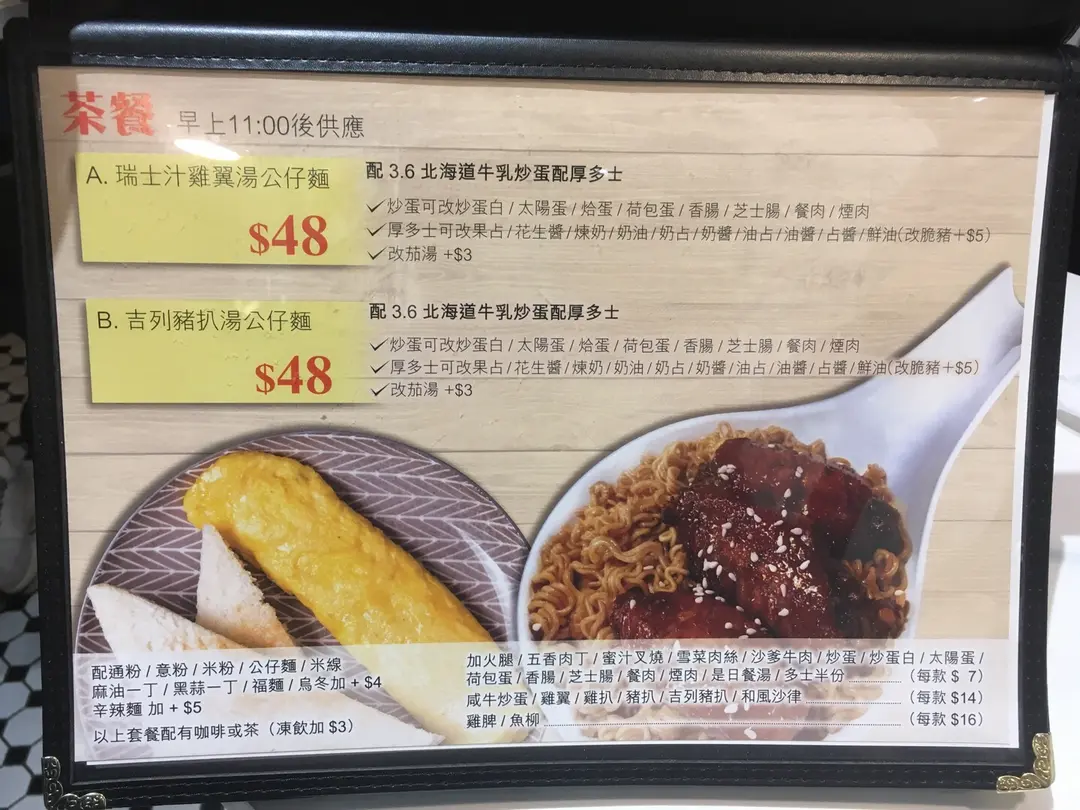 茶餐 早上11:00後供應
A. 瑞士汁雞翼湯公仔麵
$48
配 3.6 北海道牛乳炒蛋配厚多士
✓炒蛋可改炒蛋白 / 太陽蛋 / 烚蛋 / 荷包蛋 / 香腸 / 芝士腸 / 餐肉 / 煙肉
✓厚多士可改果占 / 花生醬 / 煉奶 / 奶油 / 奶占 / 奶醬 / 油占 / 油醬 / 占醬 / 鮮油(改脆豬+$5)
✓改茄湯 +$3
B. 吉列豬扒湯公仔麵
$48
配 3.6 北海道牛乳炒蛋配厚多士
✓炒蛋可改炒蛋白 / 太陽蛋 / 烚蛋 / 荷包蛋 / 香腸 / 芝士腸 / 餐肉 / 煙肉
✓厚多士可改果占 / 花生醬 / 煉奶 / 奶油 / 奶占 / 奶醬 / 油占 / 油醬 / 占醬 / 鮮油(改脆豬+$5)
✓改茄湯 +$3
配通粉 / 意粉 / 米粉 / 公仔麵 / 米線
麻油一丁 / 黑蒜一丁 / 福麵 / 烏冬加 + $4
辛辣麵 加 + $5
以上套餐配有咖啡或茶（凍飲加 $3）
加火腿 / 五香肉丁 / 蜜汁叉燒 / 雪菜肉絲 / 沙爹牛肉 / 炒蛋 / 炒蛋白 / 太陽蛋 /
荷包蛋 / 香腸 / 芝士腸 / 餐肉 / 煙肉 / 是日餐湯 / 多士半份 ............（每款 $ 7）
咸牛炒蛋 / 雞翼 / 雞扒 / 豬扒 / 吉列豬扒 / 和風沙律 ............（每款 $14）
雞脾 / 魚柳 ............（每款 $16）